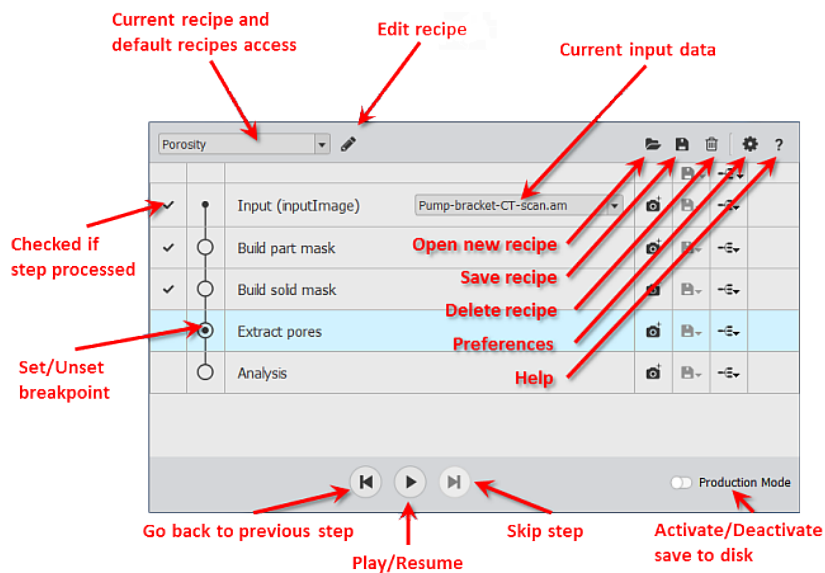 Current recipe and
default recipes access
Edit recipe
Current input data
Porosity
?
Input (inputImage)
Pump-bracket-CT-scan.am
Checked if
step processed
Build part mask
Open new recipe
Save recipe
Build solid mask
Delete recipe
Extract pores
Preferences
Set/Unset
breakpoint
Analysis
Help
Production Mode
Go back to previous step
Skip step
Activate/Deactivate
save to disk
Play/Resume